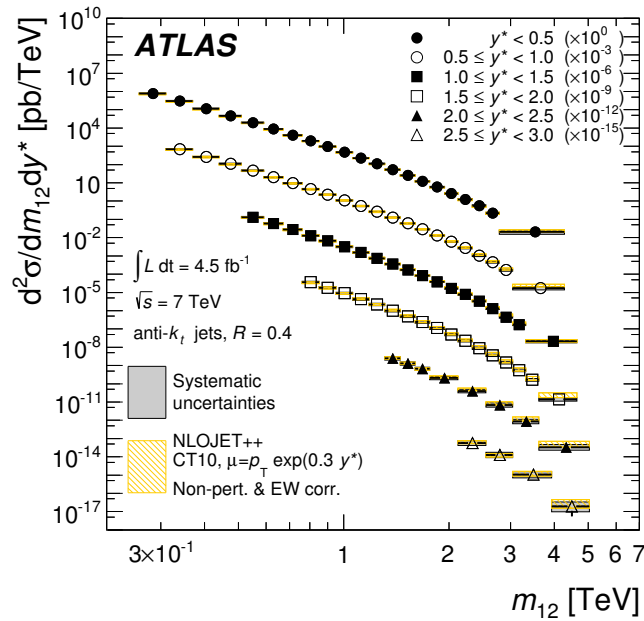 ATLAS
y* < 0.5 (×10⁰)
0.5 ≤ y* < 1.0 (×10⁻³)
1.0 ≤ y* < 1.5 (×10⁻⁶)
1.5 ≤ y* < 2.0 (×10⁻⁹)
2.0 ≤ y* < 2.5 (×10⁻¹²)
2.5 ≤ y* < 3.0 (×10⁻¹⁵)
d²σ/dm₁₂dy* [pb/TeV]
10¹⁰
10⁷
10⁴
10
10⁻²
10⁻⁵
10⁻⁸
10⁻¹¹
10⁻¹⁴
10⁻¹⁷
∫ L dt = 4.5 fb⁻¹
√s = 7 TeV
anti-kₜ jets, R = 0.4
Systematic
uncertainties
NLOJET++
CT10, μ=p_T exp(0.3 y*)
Non-pert. & EW corr.
3×10⁻¹ 1 2 3 4 5 6 7
m₁₂ [TeV]